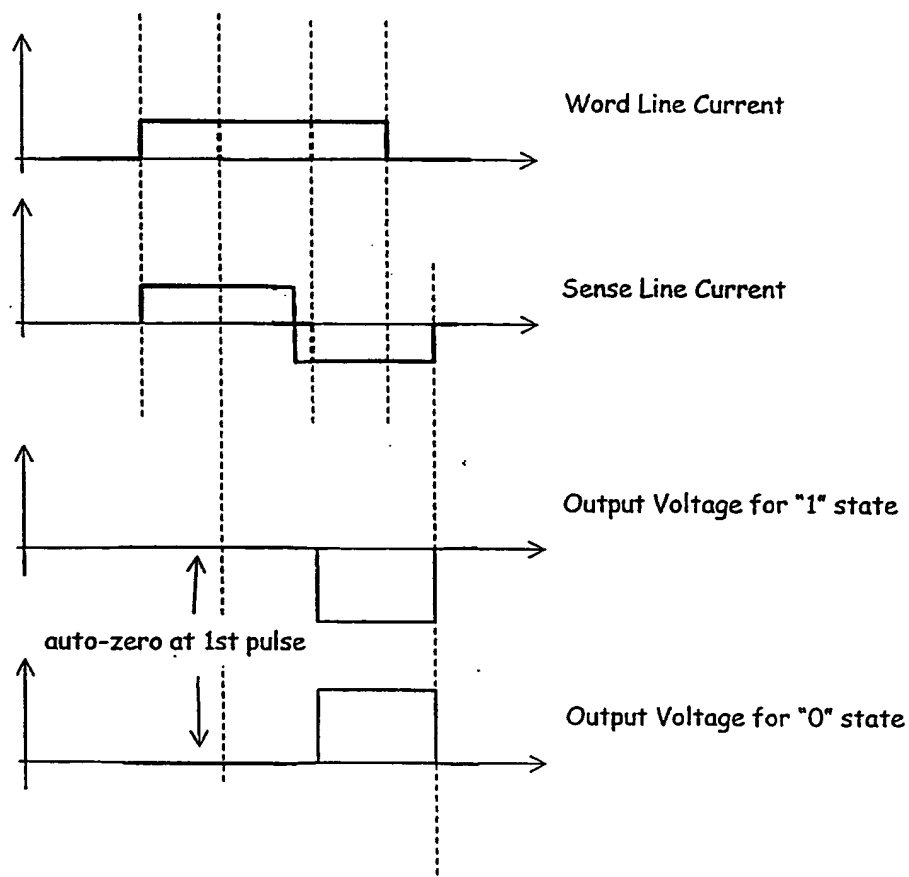 Word Line Current
Sense Line Current
Output Voltage for "1" state
auto-zero at 1st pulse
Output Voltage for "0" state